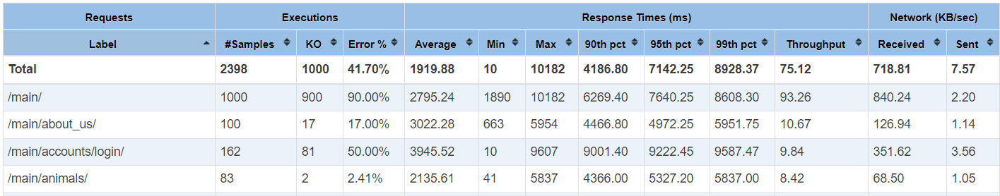 Requests Executions Response Times (ms) Network (KB/sec)
Label #Samples KO Error % Average Min Max 90th pct 95th pct 99th pct Throughput Received Sent
Total 2398 1000 41.70% 1919.88 10 10182 4186.80 7142.25 8928.37 75.12 718.81 7.57
/main/ 1000 900 90.00% 2795.24 1890 10182 6269.40 7640.25 8608.30 93.26 840.24 2.20
/main/about_us/ 100 17 17.00% 3022.28 663 5954 4466.80 4972.25 5951.75 10.67 126.94 1.14
/main/accounts/login/ 162 81 50.00% 3945.52 10 9607 9001.40 9222.45 9587.47 9.84 351.62 3.56
/main/animals/ 83 2 2.41% 2135.61 41 5837 4366.00 5327.20 5837.00 8.42 68.50 1.05